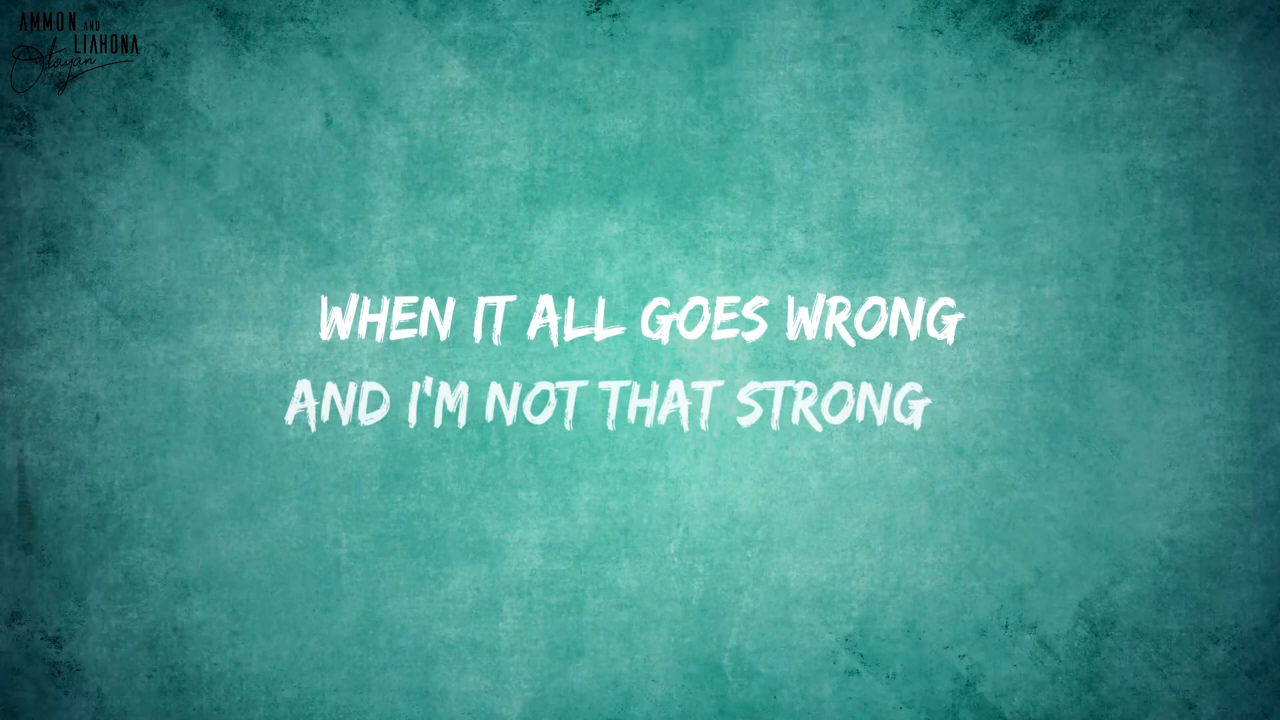 AMMON AND
LIAHONA
Olayan
WHEN IT ALL GOES WRONG
AND I'M NOT THAT STRONG